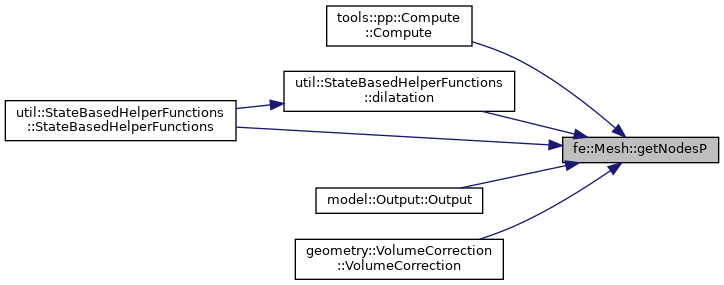 tools::pp::Compute
::Compute
util::StateBasedHelperFunctions
::dilatation
util::StateBasedHelperFunctions
::StateBasedHelperFunctions
fe::Mesh::getNodesP
model::Output::Output
geometry::VolumeCorrection
::VolumeCorrection